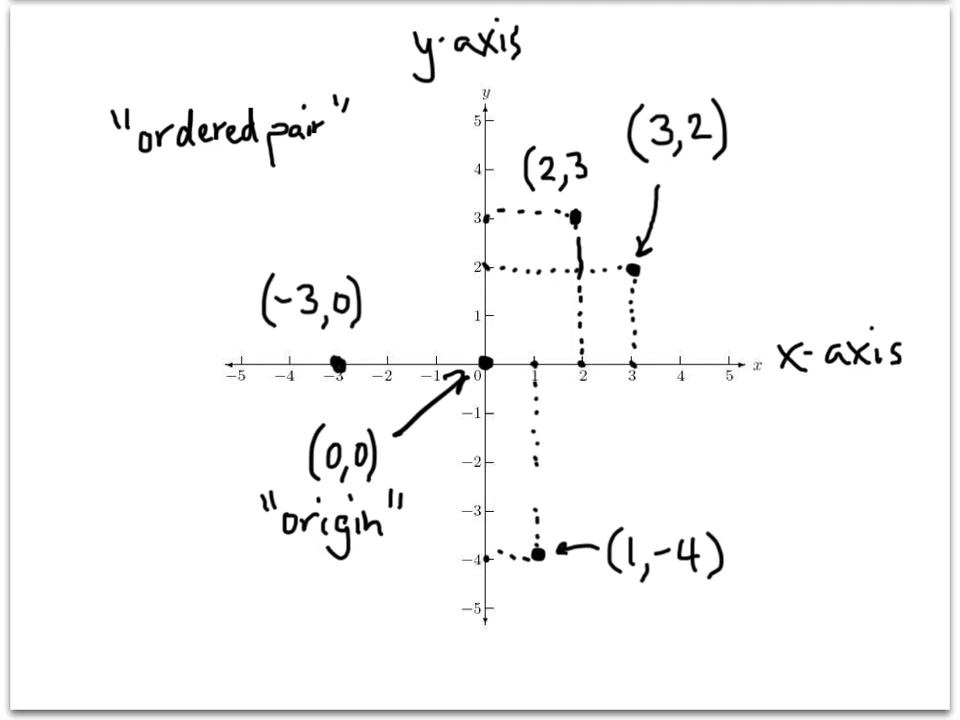 y-axis
"ordered pair"
(3,2)
(2,3
y
5
4
3
2
1
(-3,0)
x-axis
x
−5 −4 −3 −2 −1 0 1 2 3 4 5
−1
(0,0)
−2
"origin"
−3
(1,-4)
−4
−5